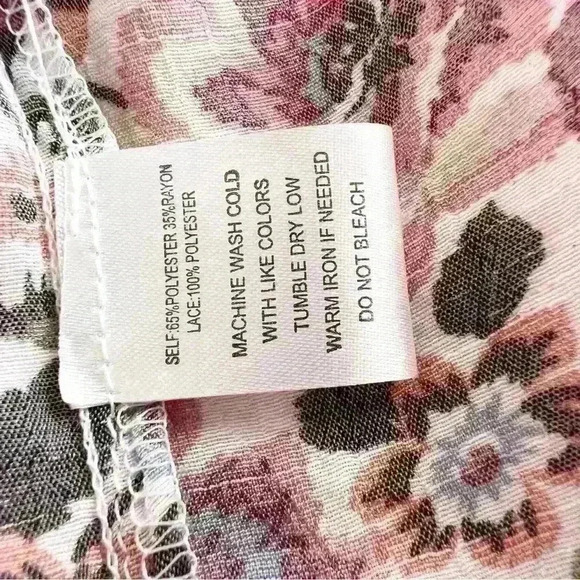 SELF:65%POLYESTER 35%RAYON
LACE:100% POLYESTER
MACHINE WASH COLD
WITH LIKE COLORS
TUMBLE DRY LOW
WARM IRON IF NEEDED
DO NOT BLEACH